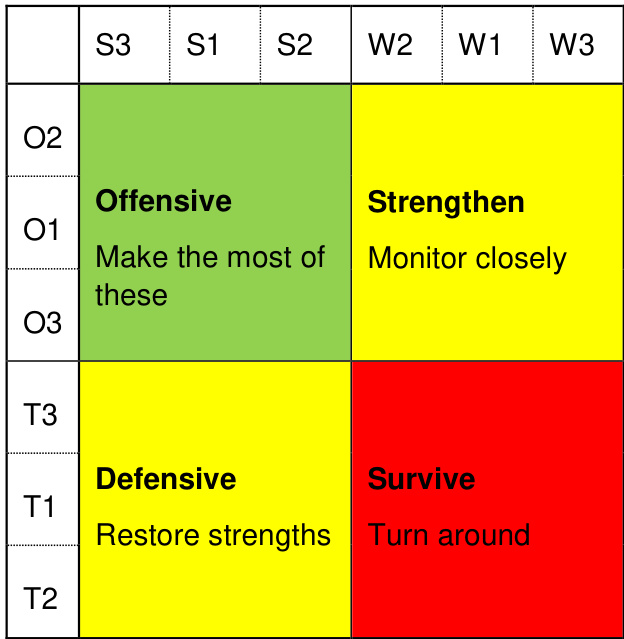 S3 S1 S2 W2 W1 W3
O2
O1
O3
Offensive
Make the most of
these
Strengthen
Monitor closely
T3
T1
T2
Defensive
Restore strengths
Survive
Turn around